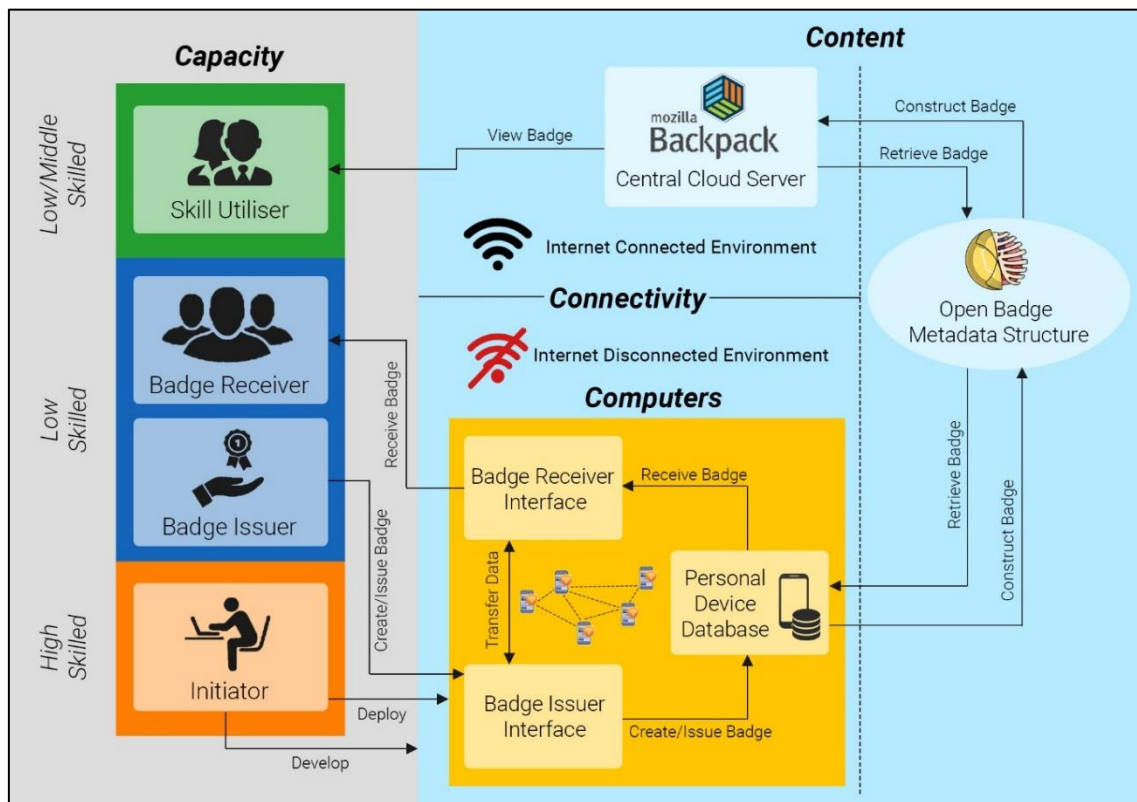 Capacity
Content
Low/Middle
Skilled
Skill Utiliser
View Badge
mozilla
Backpack
Central Cloud Server
Construct Badge
Retrieve Badge
Internet Connected Environment
Connectivity
Internet Disconnected Environment
Open Badge
Metadata Structure
Low
Skilled
Badge Receiver
1
Badge Issuer
Receive Badge
Create/Issue Badge
Computers
Badge Receiver
Interface
Receive Badge
Transfer Data
Personal
Device
Database
Retrieve Badge
Construct Badge
Badge Issuer
Interface
Create/Issue Badge
High
Skilled
Initiator
Deploy
Develop